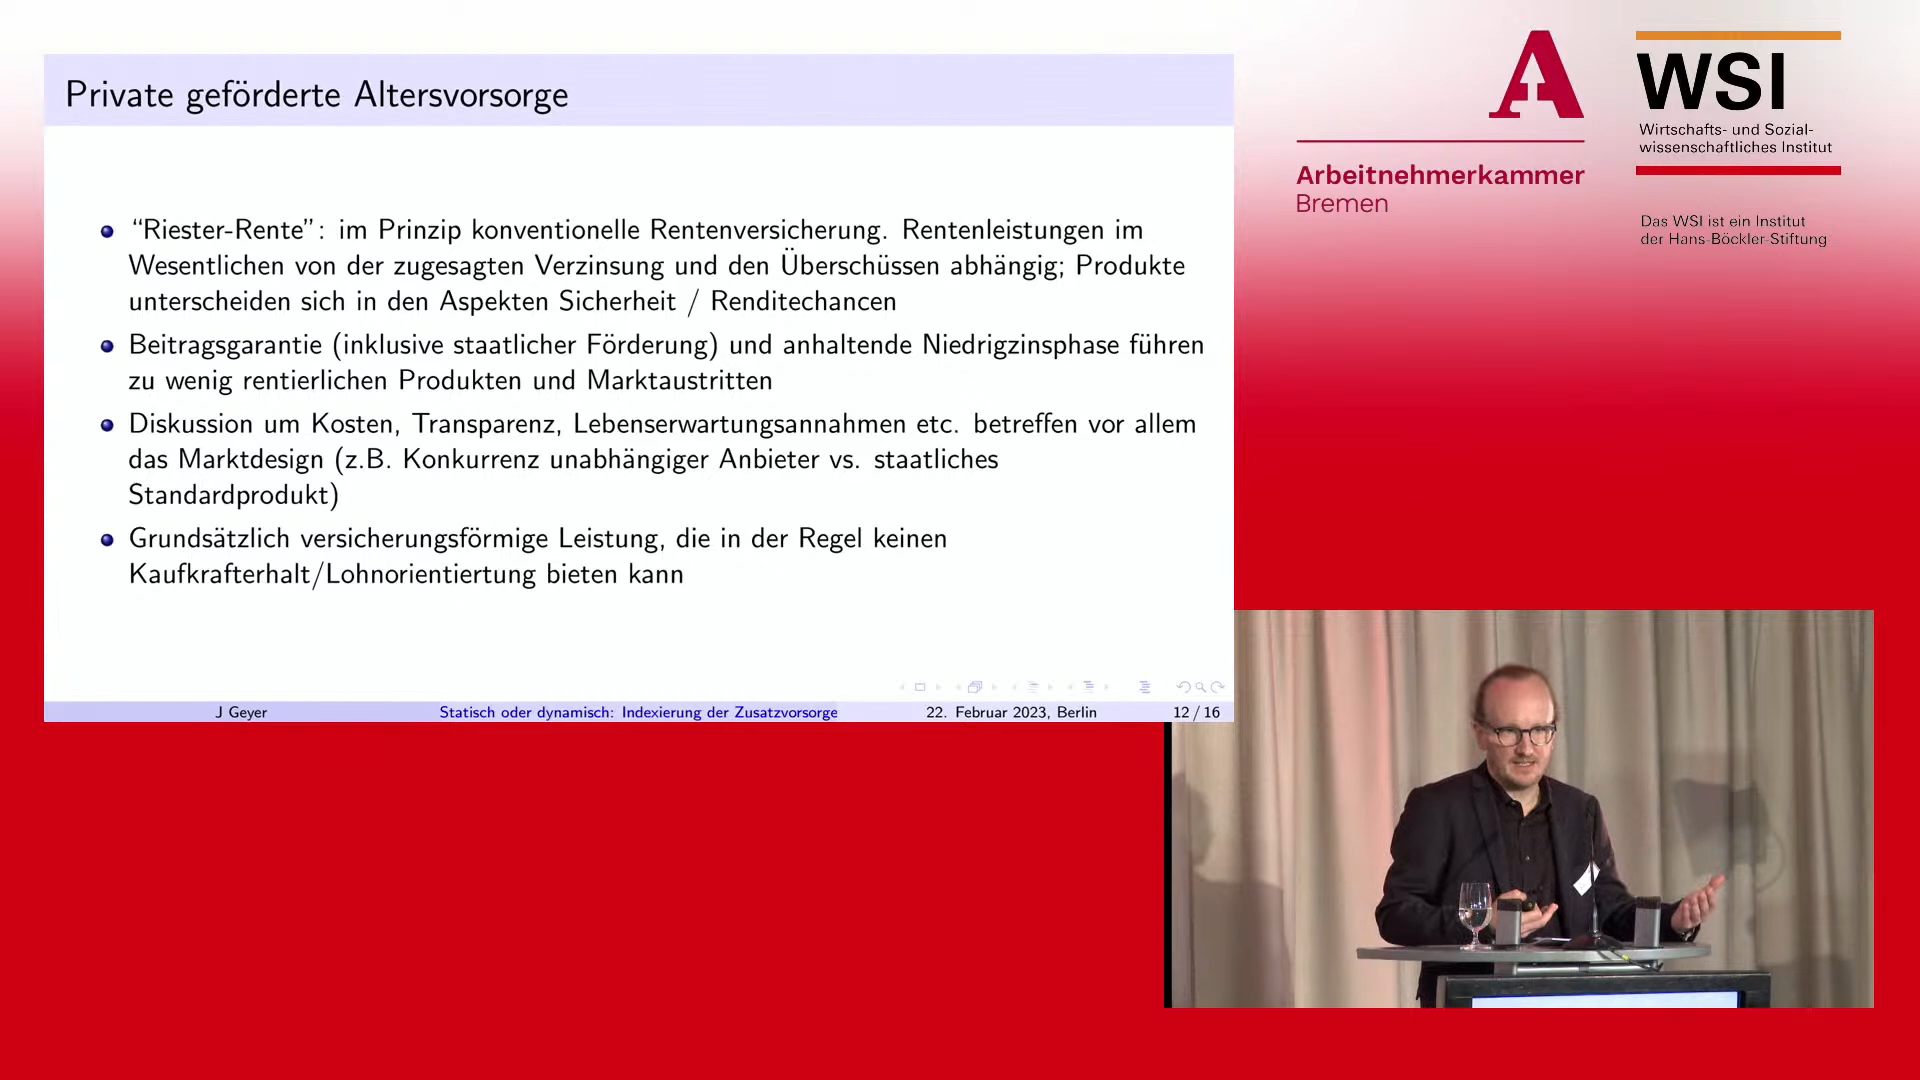 Private geförderte Altersvorsorge
“Riester-Rente”: im Prinzip konventionelle Rentenversicherung. Rentenleistungen im
Wesentlichen von der zugesagten Verzinsung und den Überschüssen abhängig; Produkte
unterscheiden sich in den Aspekten Sicherheit / Renditechancen
Beitragsgarantie (inklusive staatlicher Förderung) und anhaltende Niedrigzinsphase führen
zu wenig rentierlichen Produkten und Marktaustritten
Diskussion um Kosten, Transparenz, Lebenserwartungsannahmen etc. betreffen vor allem
das Marktdesign (z.B. Konkurrenz unabhängiger Anbieter vs. staatliches
Standardprodukt)
Grundsätzlich versicherungsförmige Leistung, die in der Regel keinen
Kaufkrafterhalt/Lohnorientiertung bieten kann
J Geyer Statisch oder dynamisch: Indexierung der Zusatzvorsorge 22. Februar 2023, Berlin 12 / 16
A
Arbeitnehmerkammer
Bremen
WSI
Wirtschafts- und Sozial-
wissenschaftliches Institut
Das WSI ist ein Institut
der Hans-Böckler-Stiftung